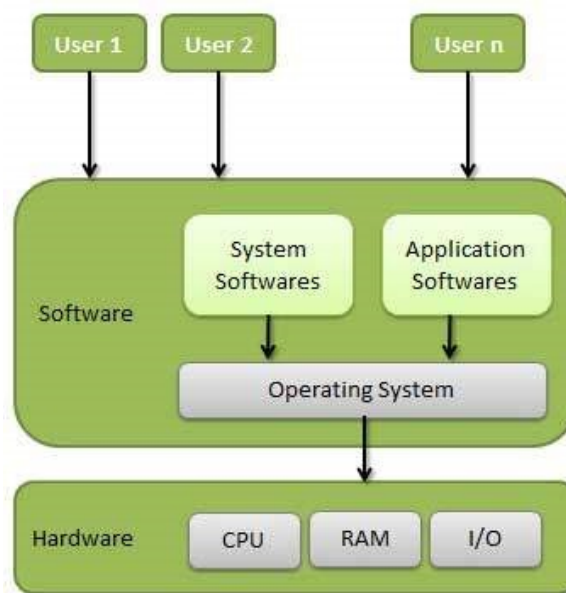 User 1
User 2
User n
System
Softwares
Application
Softwares
Software
Operating System
Hardware
CPU
RAM
I/O